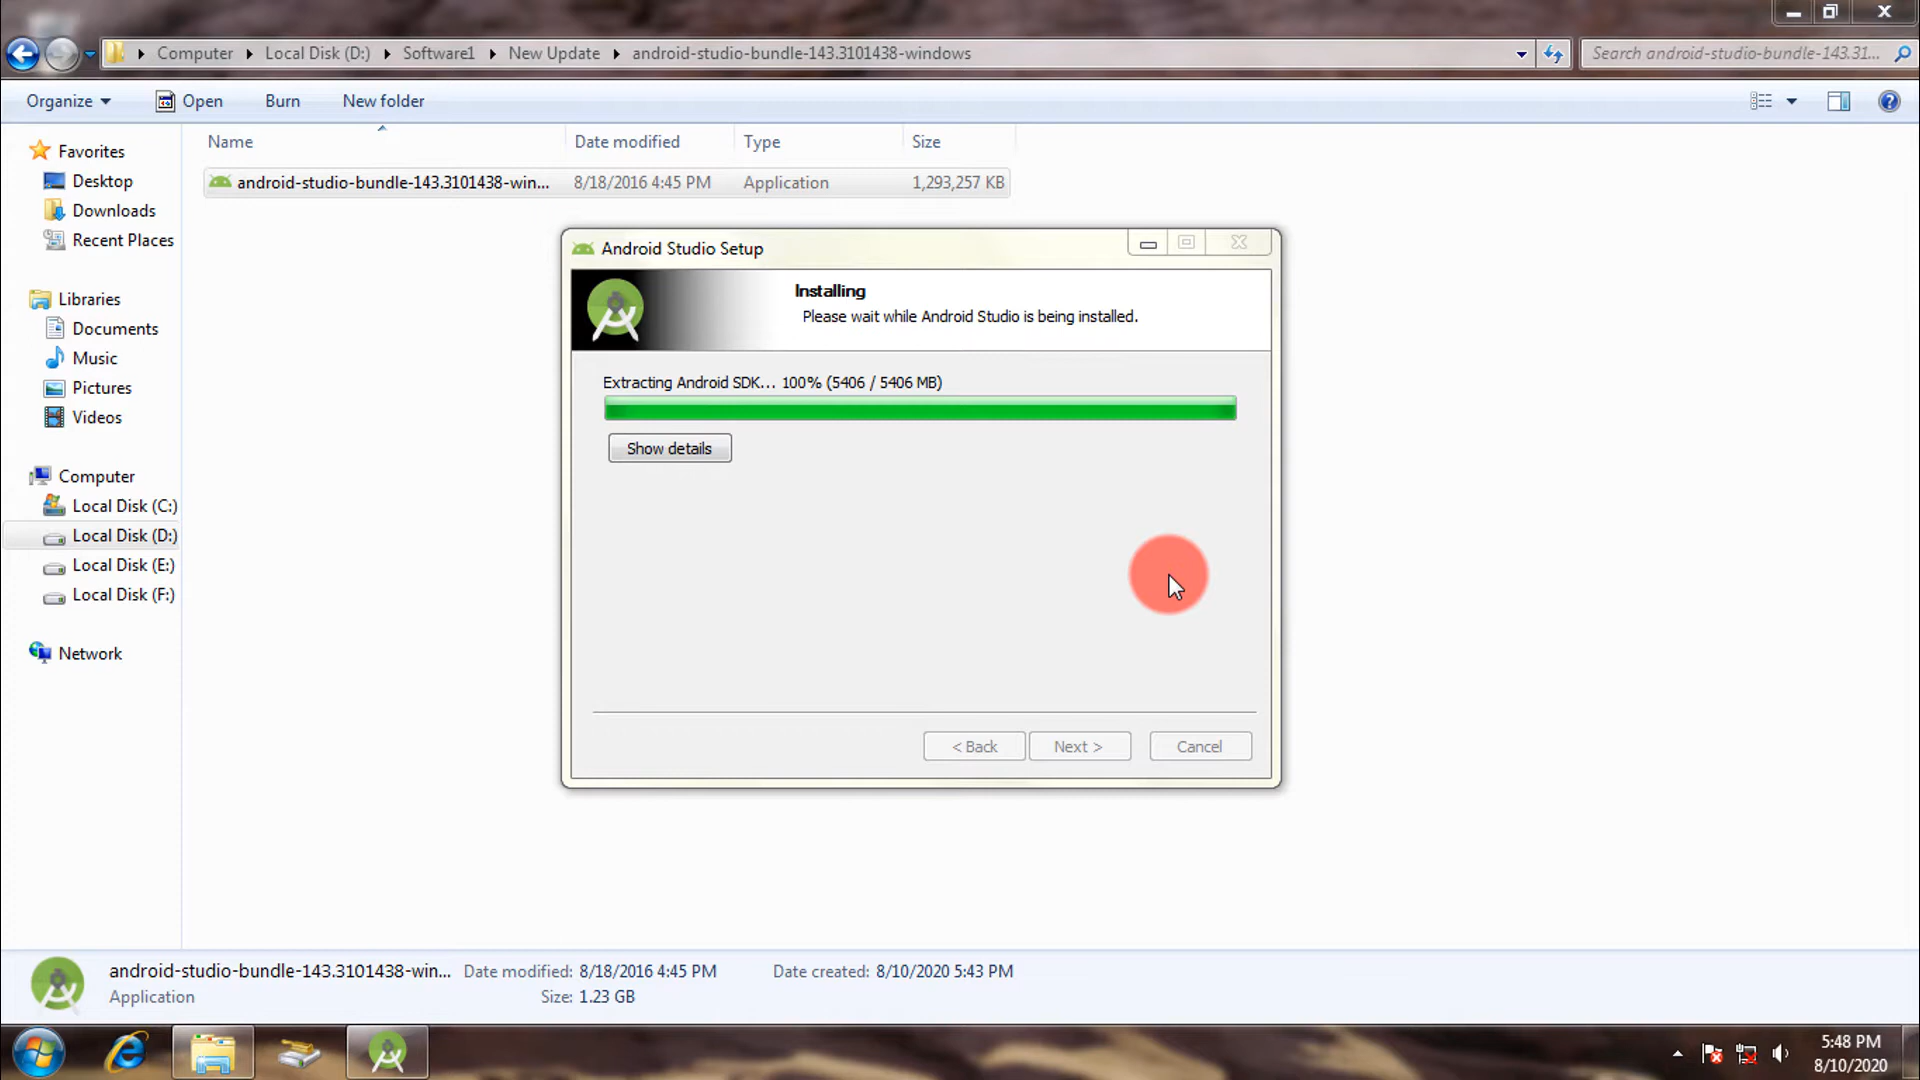 Computer Local Disk (D:) Software1 New Update android-studio-bundle-143.3101438-windows
Search android-studio-bundle-143.31...
Organize Open Burn New folder
Name Date modified Type Size
android-studio-bundle-143.3101438-win... 8/18/2016 4:45 PM Application 1,293,257 KB
Favorites
Desktop
Downloads
Recent Places
Libraries
Documents
Music
Pictures
Videos
Computer
Local Disk (C:)
Local Disk (D:)
Local Disk (E:)
Local Disk (F:)
Network
Android Studio Setup
Installing
Please wait while Android Studio is being installed.
Extracting Android SDK... 100% (5406 / 5406 MB)
Show details
< Back Next > Cancel
android-studio-bundle-143.3101438-win... Date modified: 8/18/2016 4:45 PM Date created: 8/10/2020 5:43 PM
Application Size: 1.23 GB
5:48 PM
8/10/2020